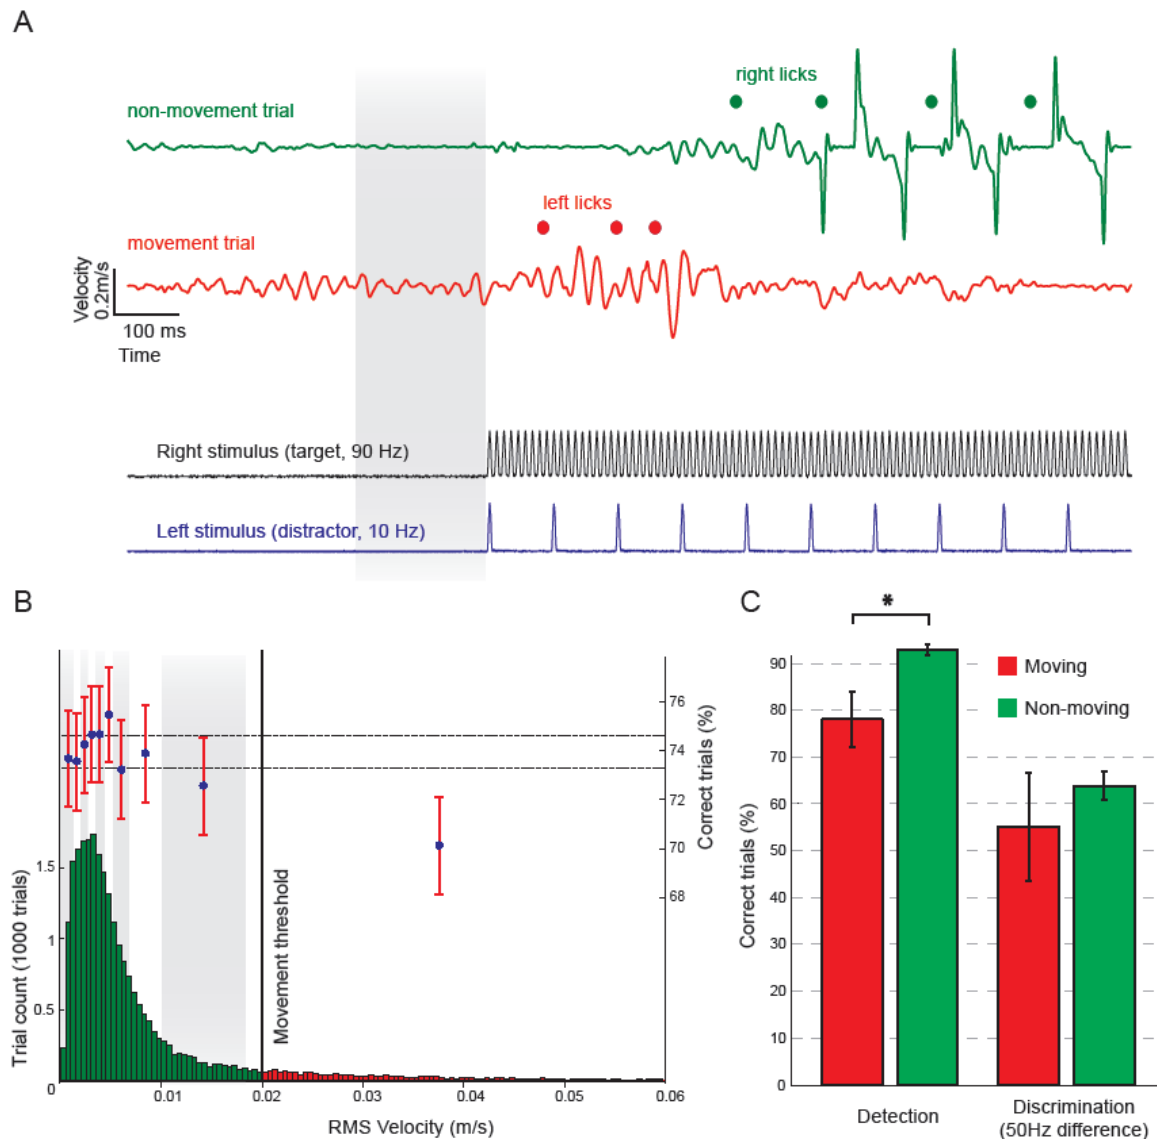 A
right licks
non-movement trial
left licks
movement trial
Velocity
0.2m/s
100 ms
Time
Right stimulus (target, 90 Hz)
Left stimulus (distractor, 10 Hz)
B
Trial count (1000 trials)
1.5
1
0.5
0
Movement threshold
76
74
72
70
68
Correct trials (%)
0.01
0.02
0.03
0.04
0.05
0.06
RMS Velocity (m/s)
C
*
Moving
Non-moving
Correct trials (%)
90
80
70
60
50
40
30
20
10
0
Detection
Discrimination
(50Hz difference)